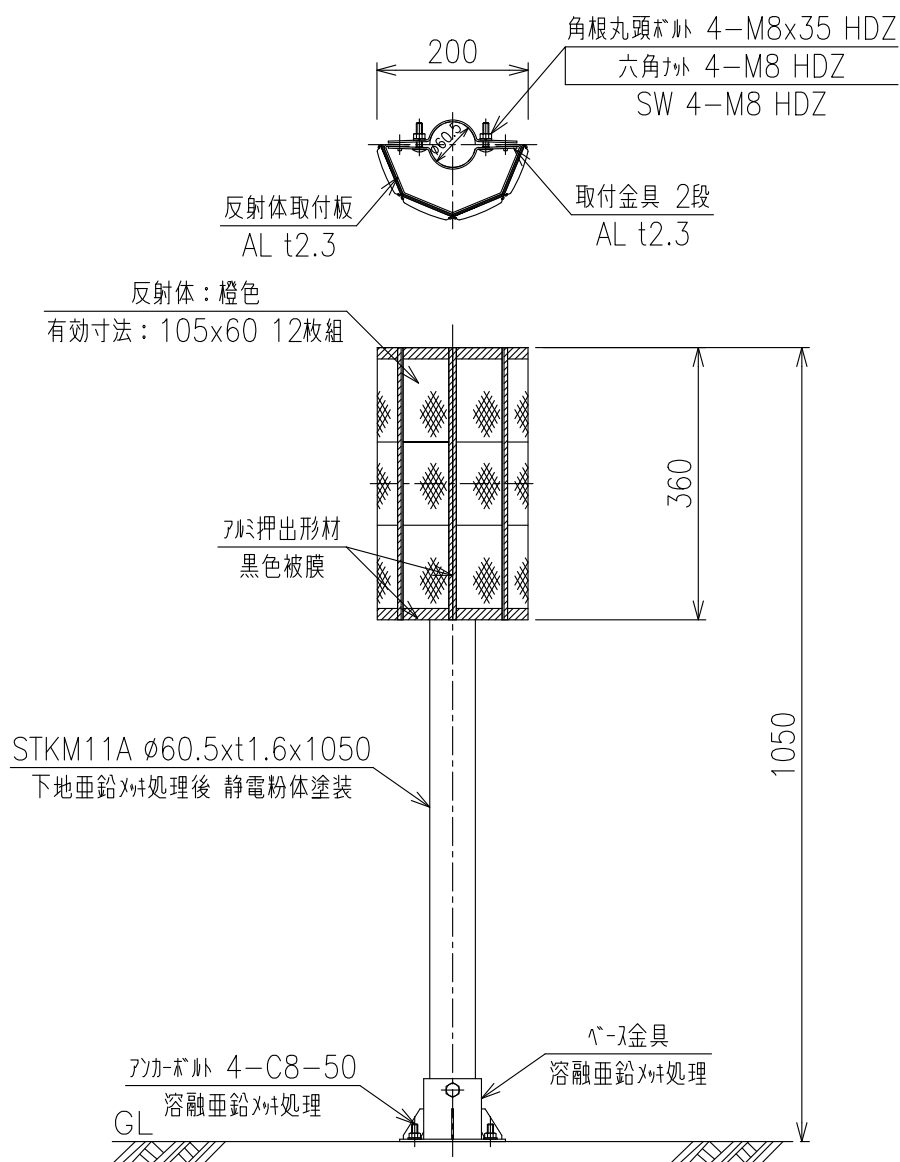 角根丸頭ボルト 4-M8x35 HDZ
六角ナット 4-M8 HDZ
SW 4-M8 HDZ
200
φ60.5
反射体取付板
AL t2.3
取付金具 2段
AL t2.3
反射体：橙色
有効寸法：105x60 12枚組
360
アルミ押出形材
黒色被膜
1050
STKM11A φ60.5xt1.6x1050
下地亜鉛メッキ処理後 静電粉体塗装
アンカーボルト 4-C8-50
溶融亜鉛メッキ処理
ベース金具
溶融亜鉛メッキ処理
GL